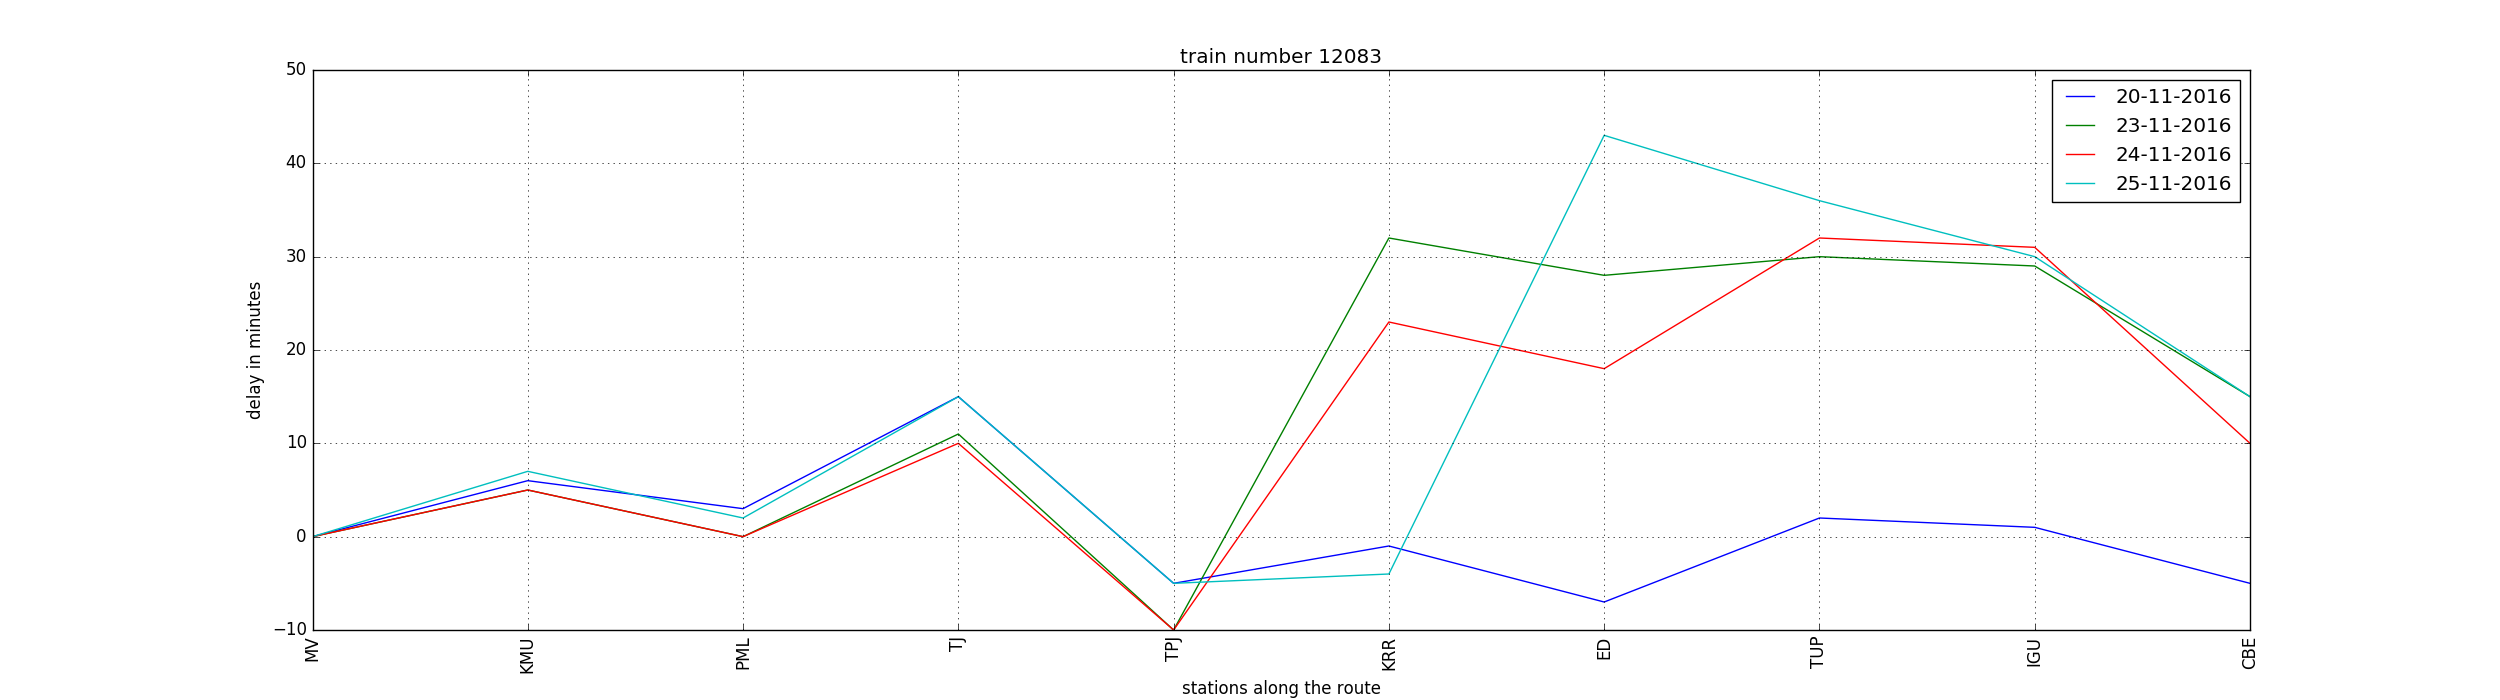 train number 12083
50
40
30
20
10
0
−10
delay in minutes
20-11-2016
23-11-2016
24-11-2016
25-11-2016
MV
KMU
PML
TJ
TPJ
KRR
ED
TUP
IGU
CBE
stations along the route